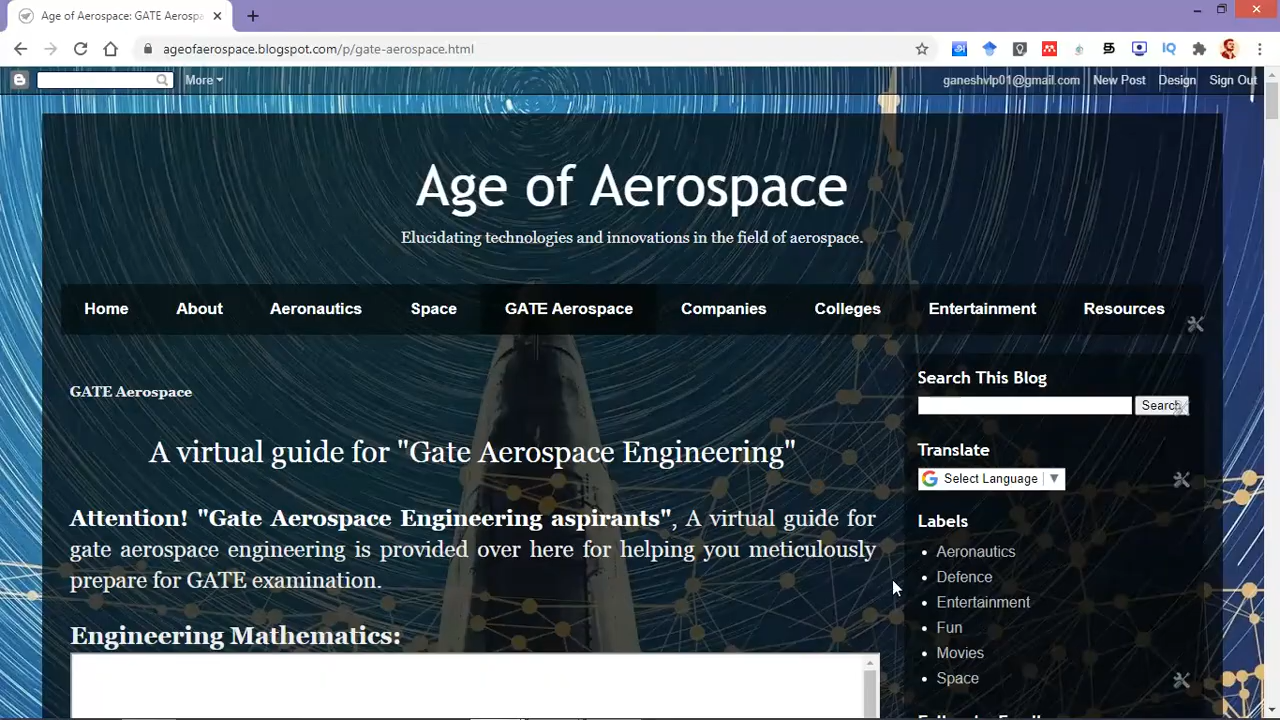 Age of Aerospace: GATE Aerospa
ageofaerospace.blogspot.com/p/gate-aerospace.html
More
ganeshvlp01@gmail.com New Post Design Sign Out
Age of Aerospace
Elucidating technologies and innovations in the field of aerospace.
Home About Aeronautics Space GATE Aerospace Companies Colleges Entertainment Resources
GATE Aerospace
A virtual guide for "Gate Aerospace Engineering"
Attention! "Gate Aerospace Engineering aspirants", A virtual guide for
gate aerospace engineering is provided over here for helping you meticulously
prepare for GATE examination.
Engineering Mathematics:
Search This Blog
Search
Translate
Select Language
Labels
Aeronautics
Defence
Entertainment
Fun
Movies
Space